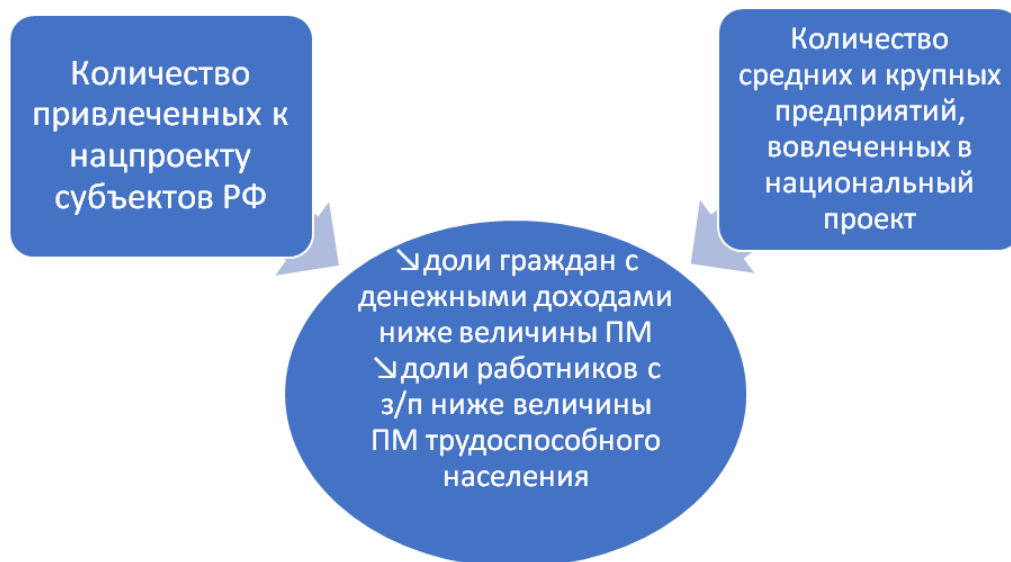 Количество
привлеченных к
нацпроекту
субъектов РФ
Количество
средних и крупных
предприятий,
вовлеченных в
национальный
проект
↘доли граждан с
денежными доходами
ниже величины ПМ
↘доли работников с
з/п ниже величины
ПМ трудоспособного
населения